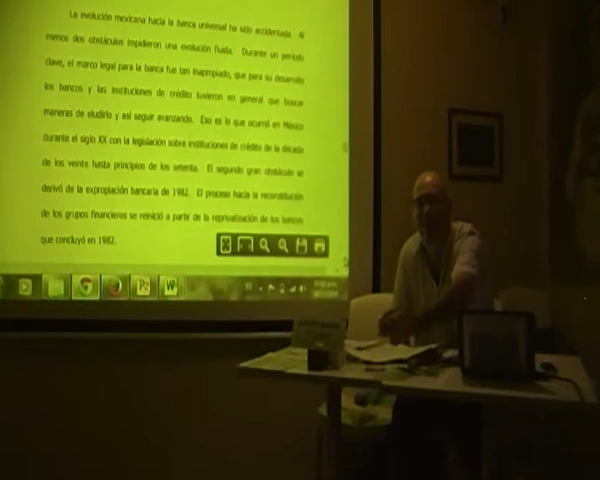 La evolución mexicana hacia la banca universal ha sido accidentada. Al
menos dos obstáculos impidieron una evolución fluida. Durante un periodo
clave, el marco legal para la banca fue tan inapropiado, que para su desarrollo
los bancos y las instituciones de crédito tuvieron en general que buscar
maneras de eludirlo y así seguir avanzando. Eso es lo que ocurrió en México
durante el siglo XX con la legislación sobre instituciones de crédito de la década
de los veinte hasta principios de los setenta. El segundo gran obstáculo se
derivó de la expropiación bancaria de 1982. El proceso hacia la reconstitución
de los grupos financieros se reinició a partir de la reprivatización de los bancos
que concluyó en 1982.